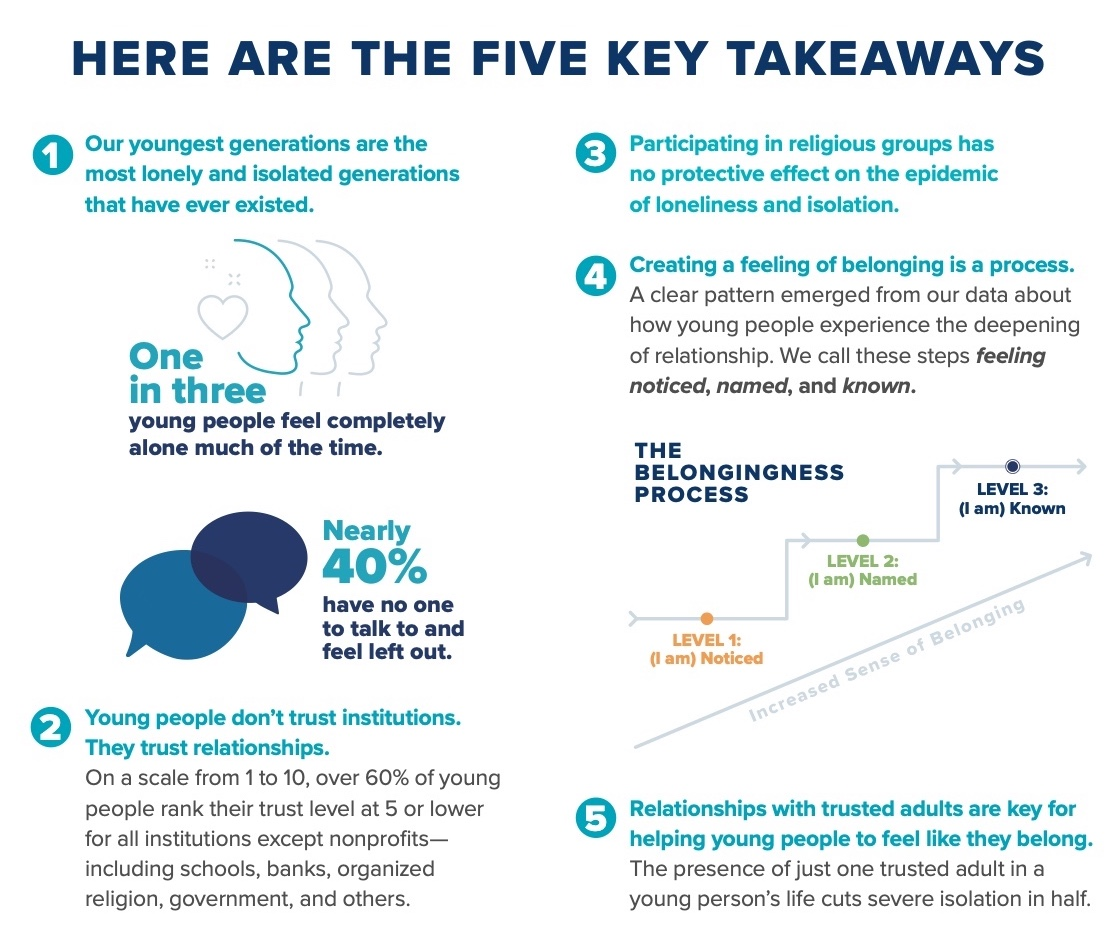 HERE ARE THE FIVE KEY TAKEAWAYS
1
Our youngest generations are the
most lonely and isolated generations
that have ever existed.
One
in three
young people feel completely
alone much of the time.
Nearly
40%
have no one
to talk to and
feel left out.
2
Young people don’t trust institutions.
They trust relationships.
On a scale from 1 to 10, over 60% of young
people rank their trust level at 5 or lower
for all institutions except nonprofits—
including schools, banks, organized
religion, government, and others.
3
Participating in religious groups has
no protective effect on the epidemic
of loneliness and isolation.
4
Creating a feeling of belonging is a process.
A clear pattern emerged from our data about
how young people experience the deepening
of relationship. We call these steps feeling
noticed, named, and known.
THE
BELONGINGNESS
PROCESS
LEVEL 3:
(I am) Known
LEVEL 2:
(I am) Named
LEVEL 1:
(I am) Noticed
Increased Sense of Belonging
5
Relationships with trusted adults are key for
helping young people to feel like they belong.
The presence of just one trusted adult in a
young person’s life cuts severe isolation in half.